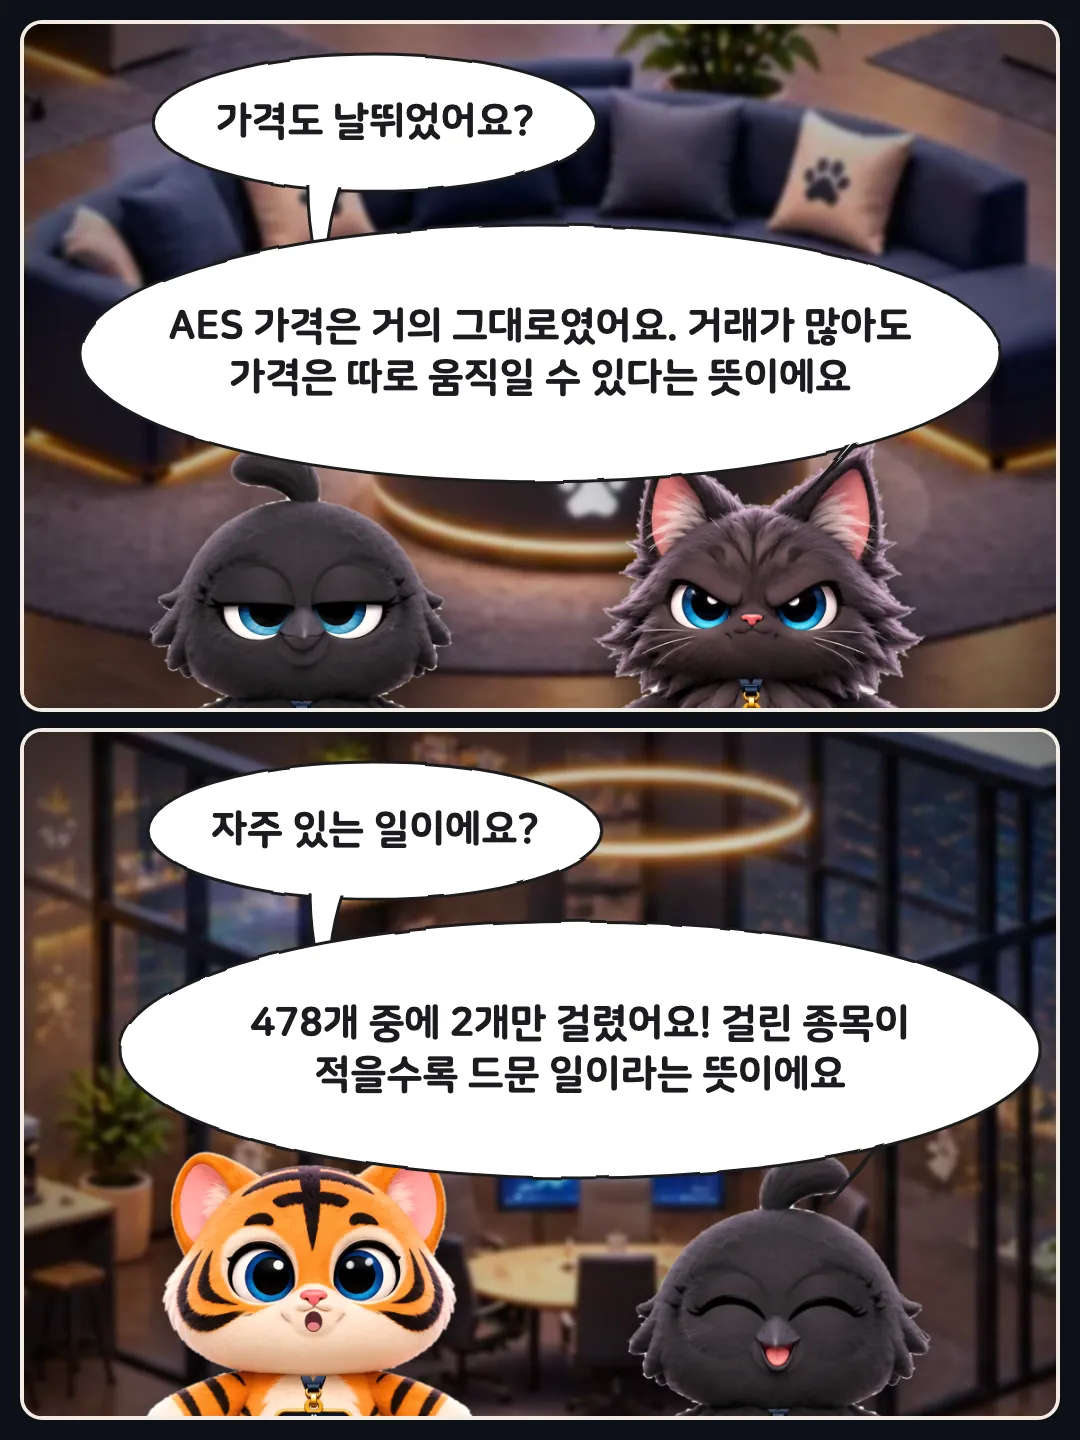 가격도 날뛰었어요?
AES 가격은 거의 그대로였어요. 거래가 많아도
가격은 따로 움직일 수 있다는 뜻이에요
자주 있는 일이에요?
478개 중에 2개만 걸렸어요! 걸린 종목이
적을수록 드문 일이라는 뜻이에요